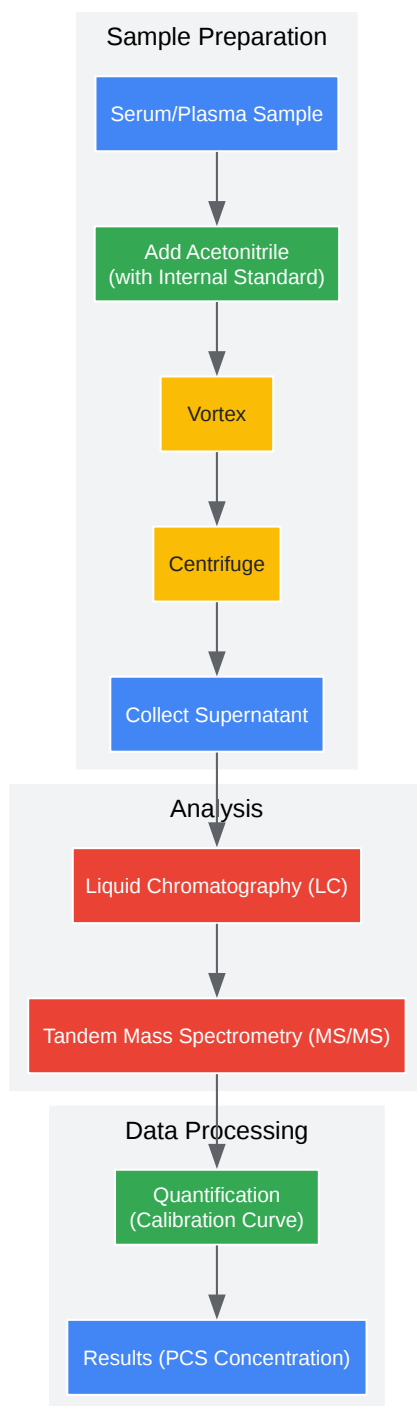 Sample Preparation
Serum/Plasma Sample
Add Acetonitrile
(with Internal Standard)
Vortex
Centrifuge
Collect Supernatant
Analysis
Liquid Chromatography (LC)
Tandem Mass Spectrometry (MS/MS)
Data Processing
Quantification
(Calibration Curve)
Results (PCS Concentration)